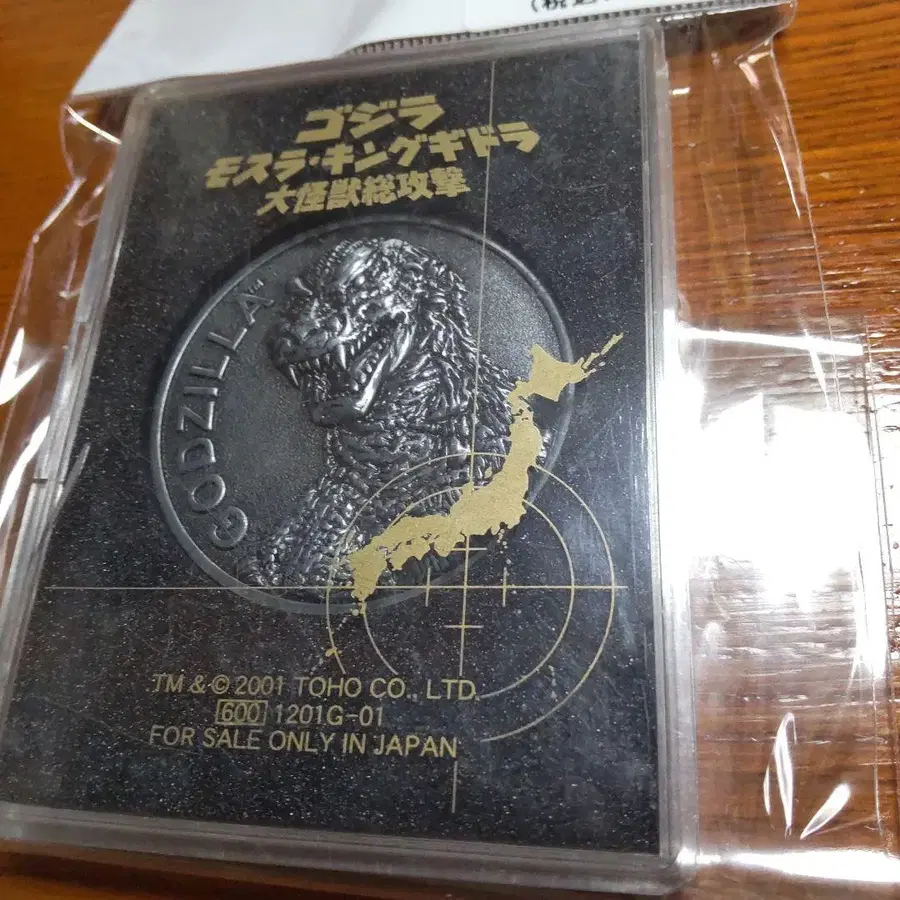 ゴジラ
モスラ・キングギドラ
大怪獣総攻撃
GODZILLA™
TM & © 2001 TOHO CO., LTD.
600 1201G-01
FOR SALE ONLY IN JAPAN